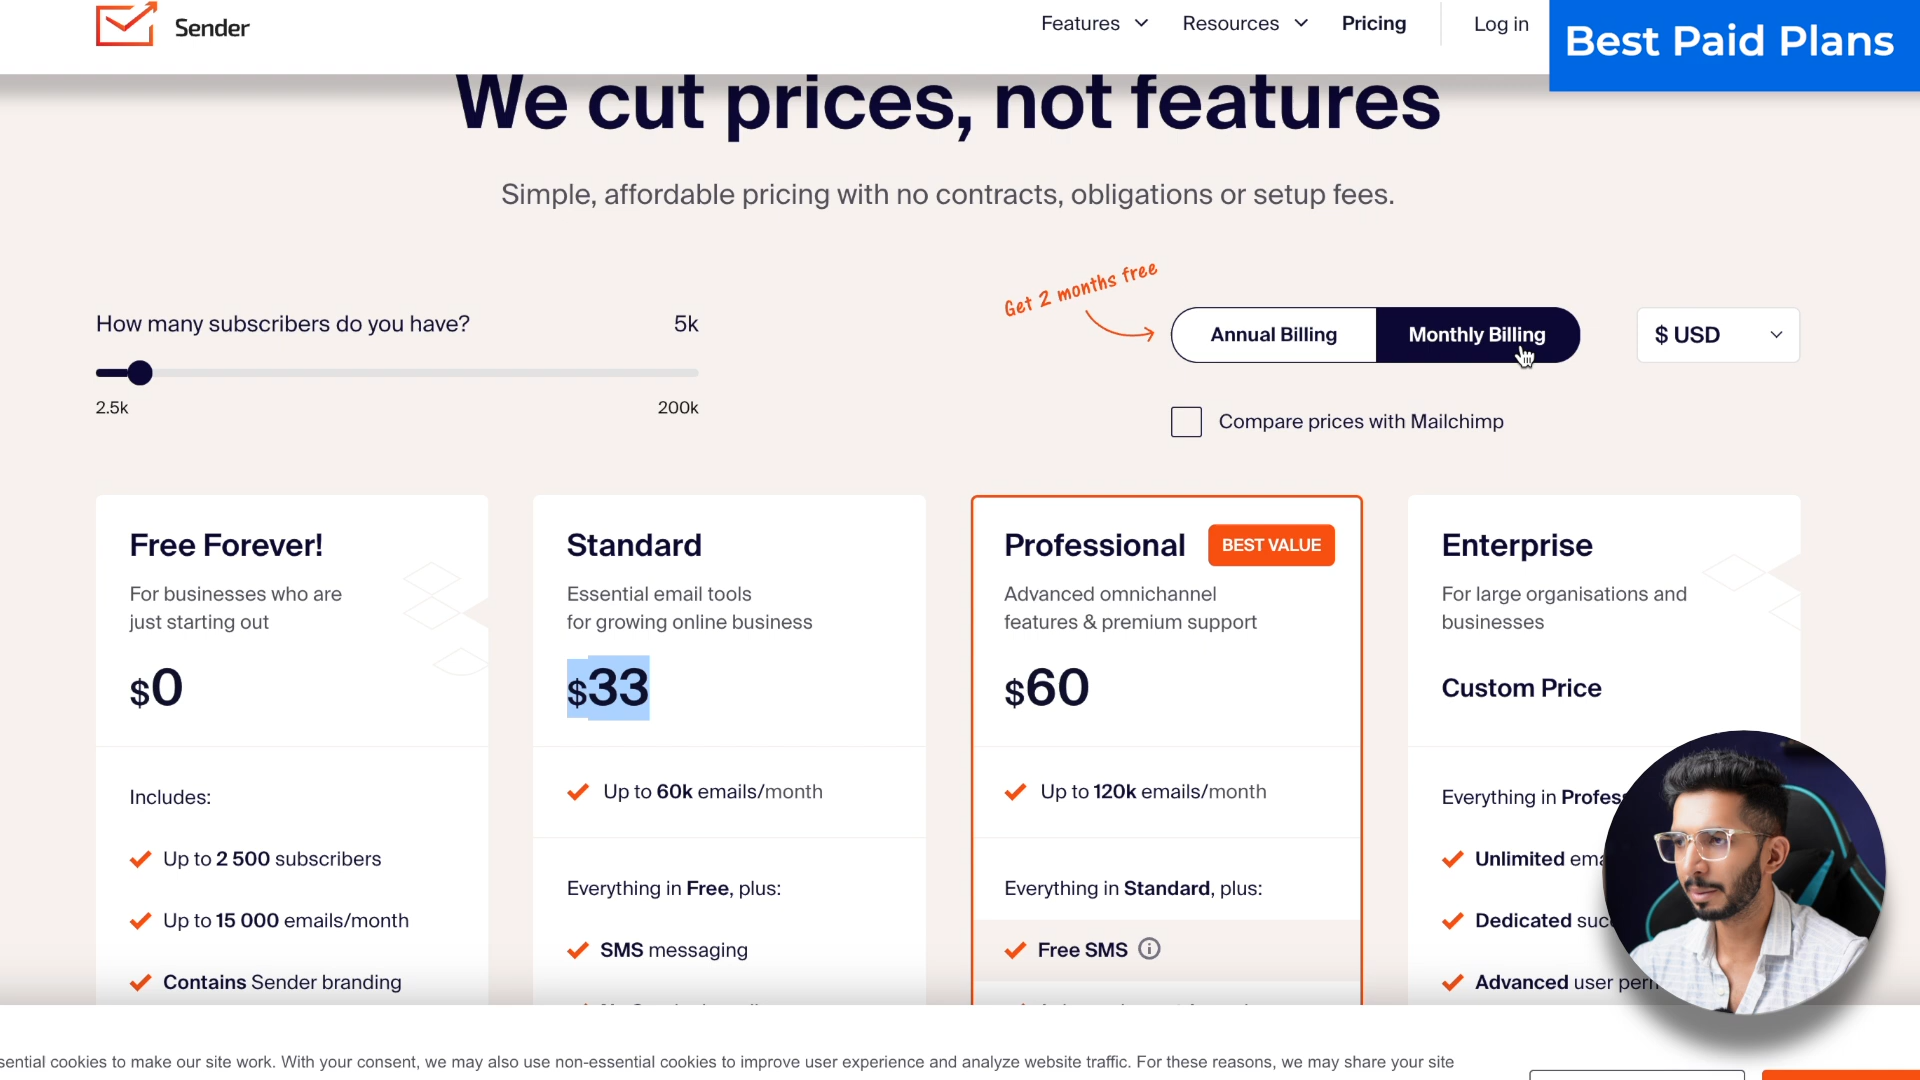 Sender
Features
Resources
Pricing
Log in
Best Paid Plans
We cut prices, not features
Simple, affordable pricing with no contracts, obligations or setup fees.
How many subscribers do you have?
5k
2.5k
200k
Get 2 months free
Annual Billing
Monthly Billing
$ USD
Compare prices with Mailchimp
Free Forever!
For businesses who are
just starting out
$0
Includes:
Up to 2 500 subscribers
Up to 15 000 emails/month
Contains Sender branding
Standard
Essential email tools
for growing online business
$33
Up to 60k emails/month
Everything in Free, plus:
SMS messaging
Professional
BEST VALUE
Advanced omnichannel
features & premium support
$60
Up to 120k emails/month
Everything in Standard, plus:
Free SMS
Enterprise
For large organisations and
businesses
Custom Price
Everything in
Unlimited
Dedicated
Advanced user
sential cookies to make our site work. With your consent, we may also use non-essential cookies to improve user experience and analyze website traffic. For these reasons, we may share your site